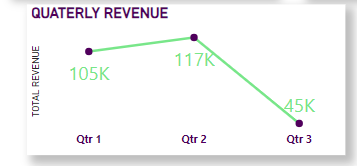 QUATERLY REVENUE
TOTAL REVENUE
105K
117K
45K
Qtr 1
Qtr 2
Qtr 3